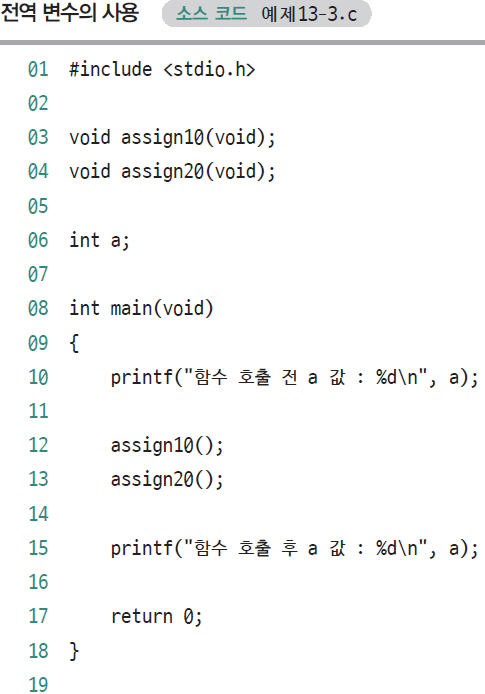 전역 변수의 사용 소스 코드 예제13-3.c
01 #include <stdio.h>
02
03 void assign10(void);
04 void assign20(void);
05
06 int a;
07
08 int main(void)
09 {
10     printf("함수 호출 전 a 값 : %d\n", a);
11
12     assign10();
13     assign20();
14
15     printf("함수 호출 후 a 값 : %d\n", a);
16
17     return 0;
18 }
19